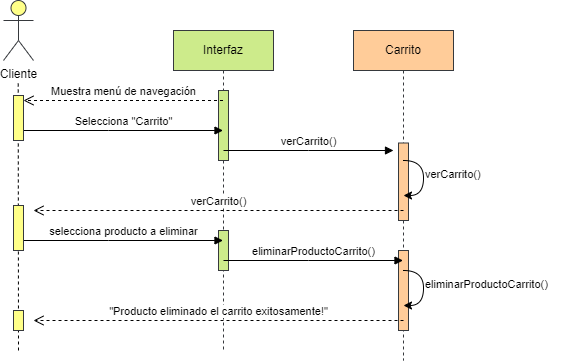 Interfaz
Carrito
Cliente
Muestra menú de navegación
Selecciona "Carrito"
verCarrito()
verCarrito()
verCarrito()
selecciona producto a eliminar
eliminarProductoCarrito()
eliminarProductoCarrito()
"Producto eliminado el carrito exitosamente!"